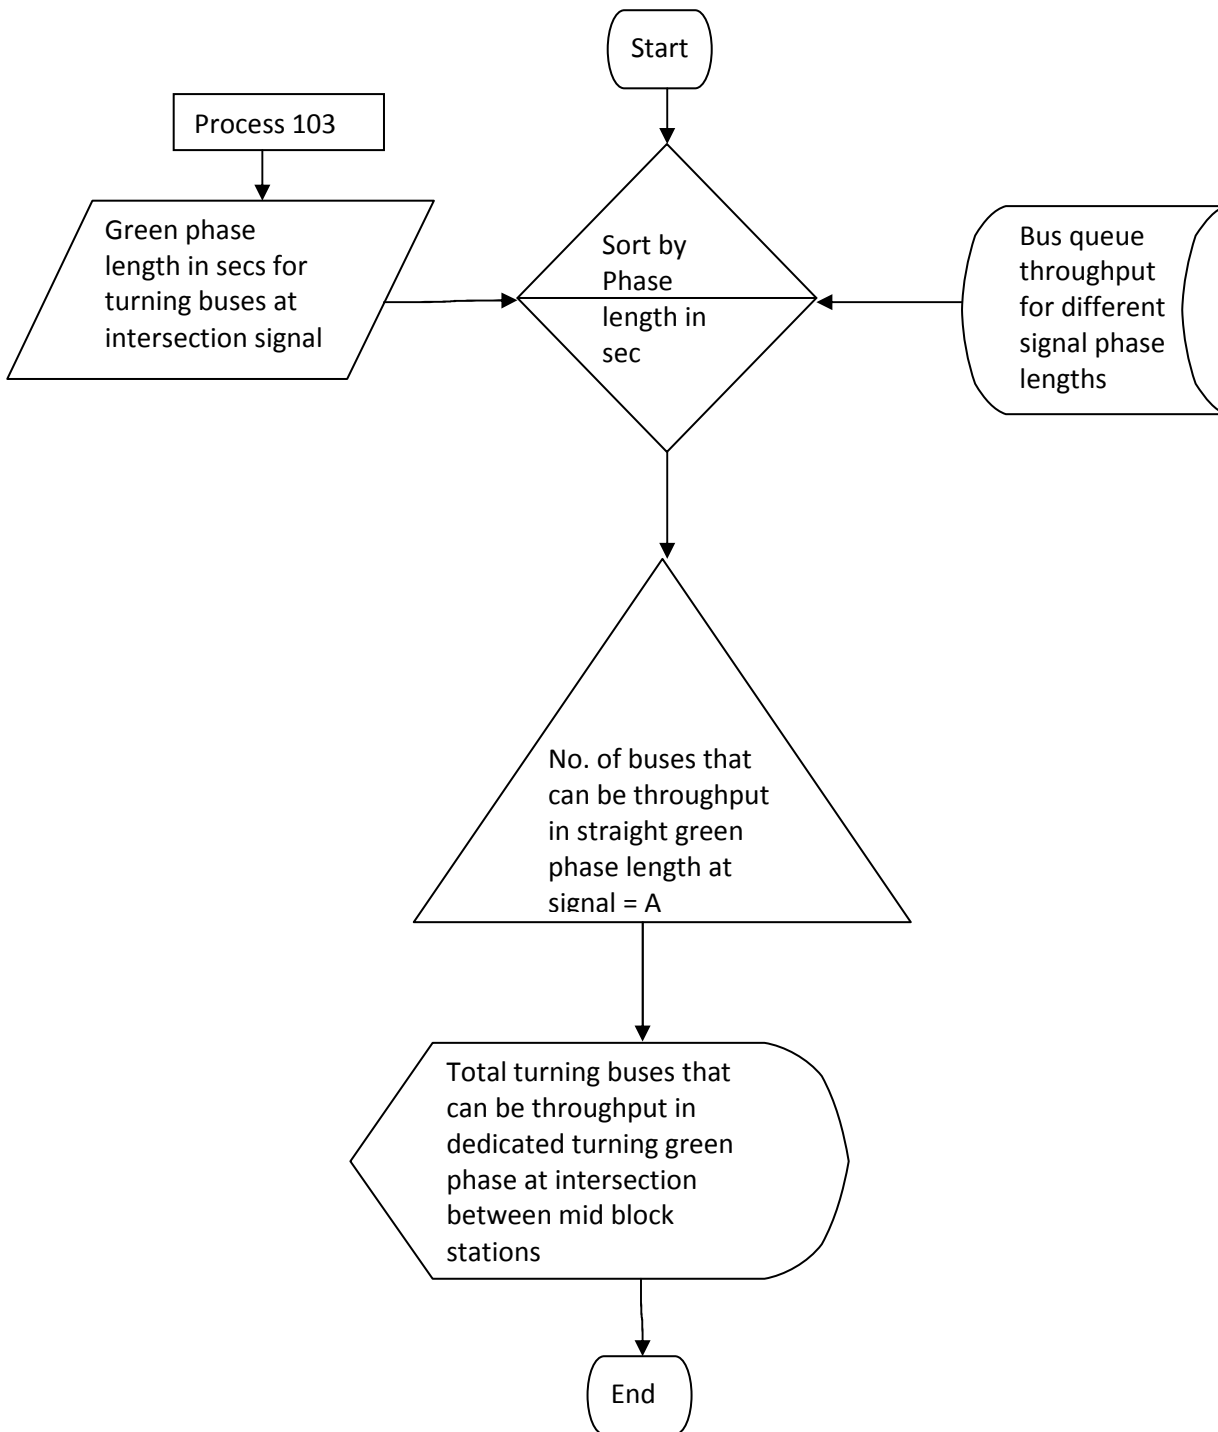 Start
Process 103
Green phase
length in secs for
turning buses at
intersection signal
Sort by
Phase
length in
sec
Bus queue
throughput
for different
signal phase
lengths
No. of buses that
can be throughput
in straight green
phase length at
signal = A
Total turning buses that
can be throughput in
dedicated turning green
phase at intersection
between mid block
stations
End